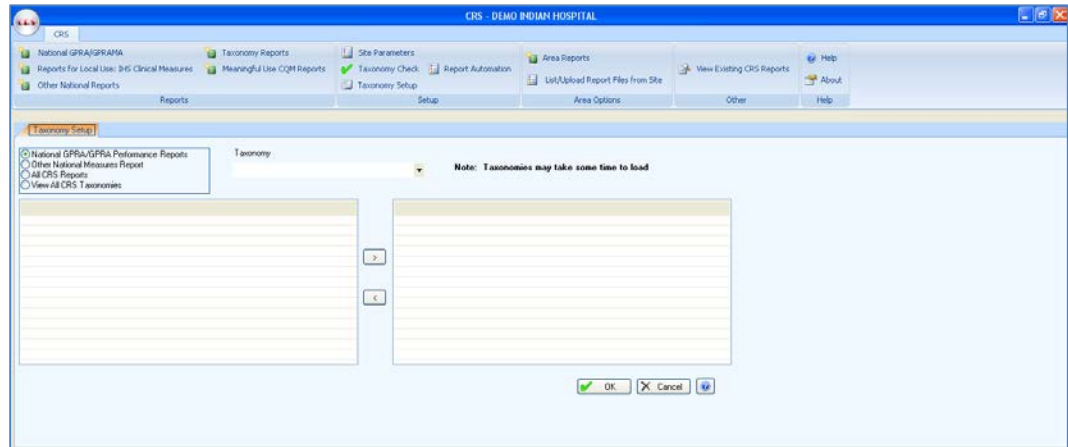 CRS - DEMO INDIAN HOSPITAL
CRS
National GPRA/GPRAMA
Reports for Local Use: IHS Clinical Measures
Other National Reports
Taxonomy Reports
Meaningful Use CQM Reports
Reports
Site Parameters
Taxonomy Check
Report Automation
Taxonomy Setup
Setup
Area Reports
List/Upload Report Files from Site
Area Options
View Existing CRS Reports
Other
Help
About
Help
Taxonomy Setup
National GPRA/GPRA Performance Reports
Other National Measures Report
All CRS Reports
View All CRS Taxonomies
Taxonomy
Note: Taxonomies may take some time to load
>
<
OK
Cancel
?